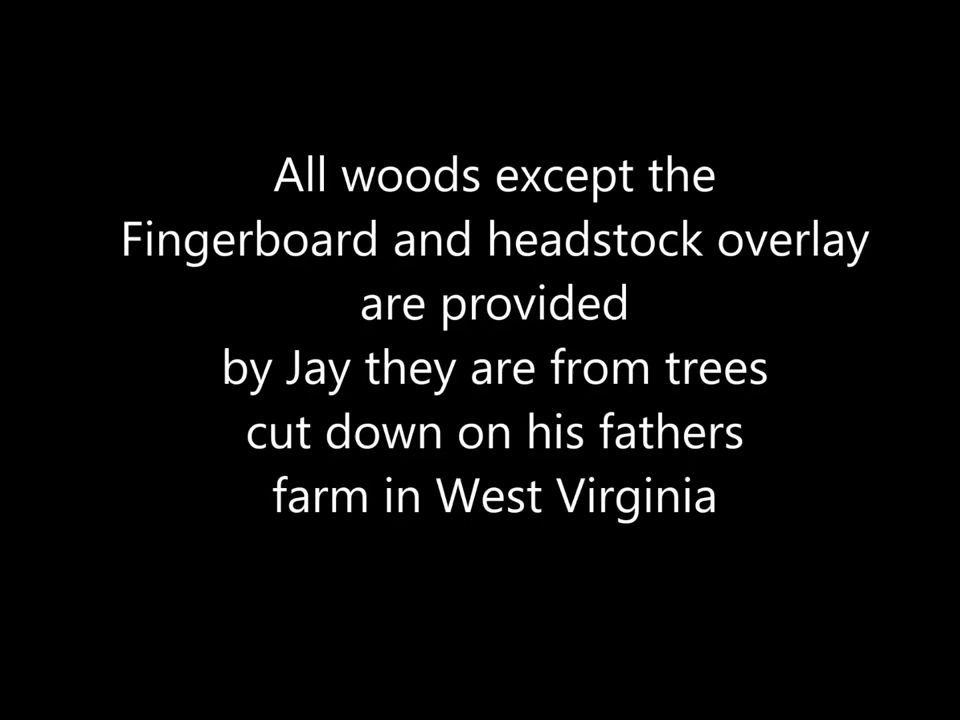 All woods except the
Fingerboard and headstock overlay
are provided
by Jay they are from trees
cut down on his fathers
farm in West Virginia